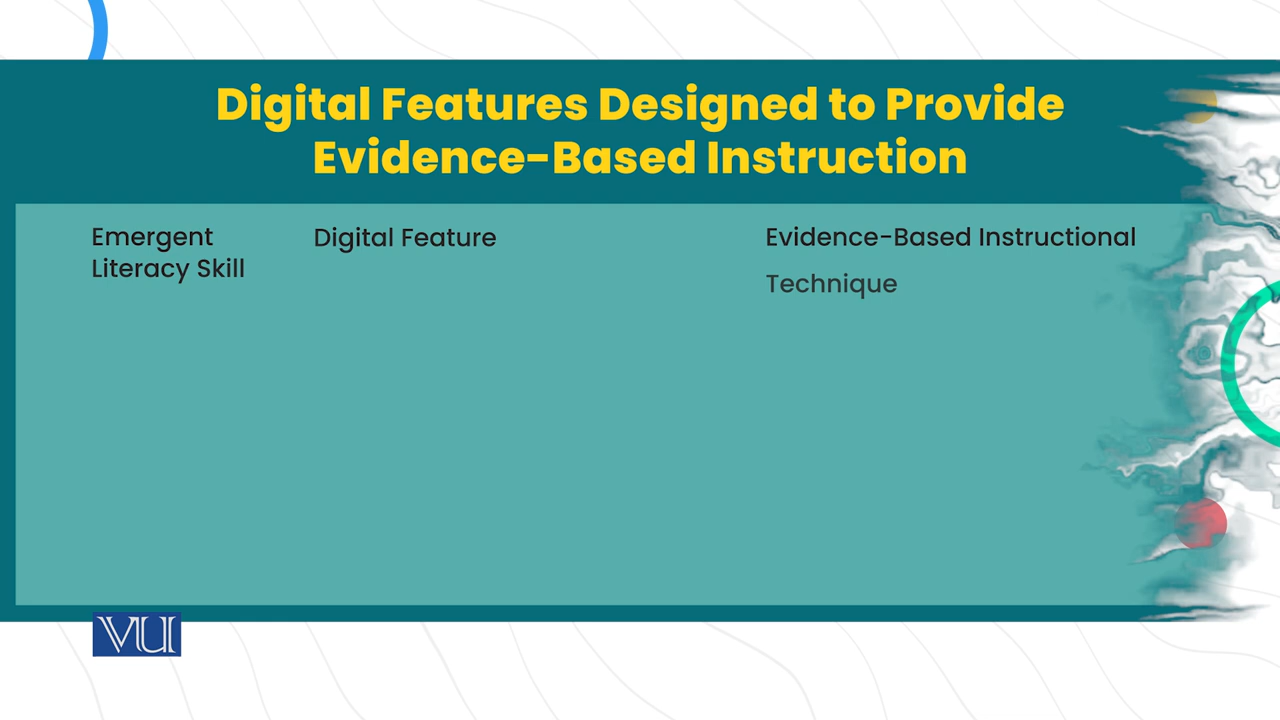 Digital Features Designed to Provide
Evidence-Based Instruction
Emergent
Literacy Skill
Digital Feature
Evidence-Based Instructional
Technique
VU